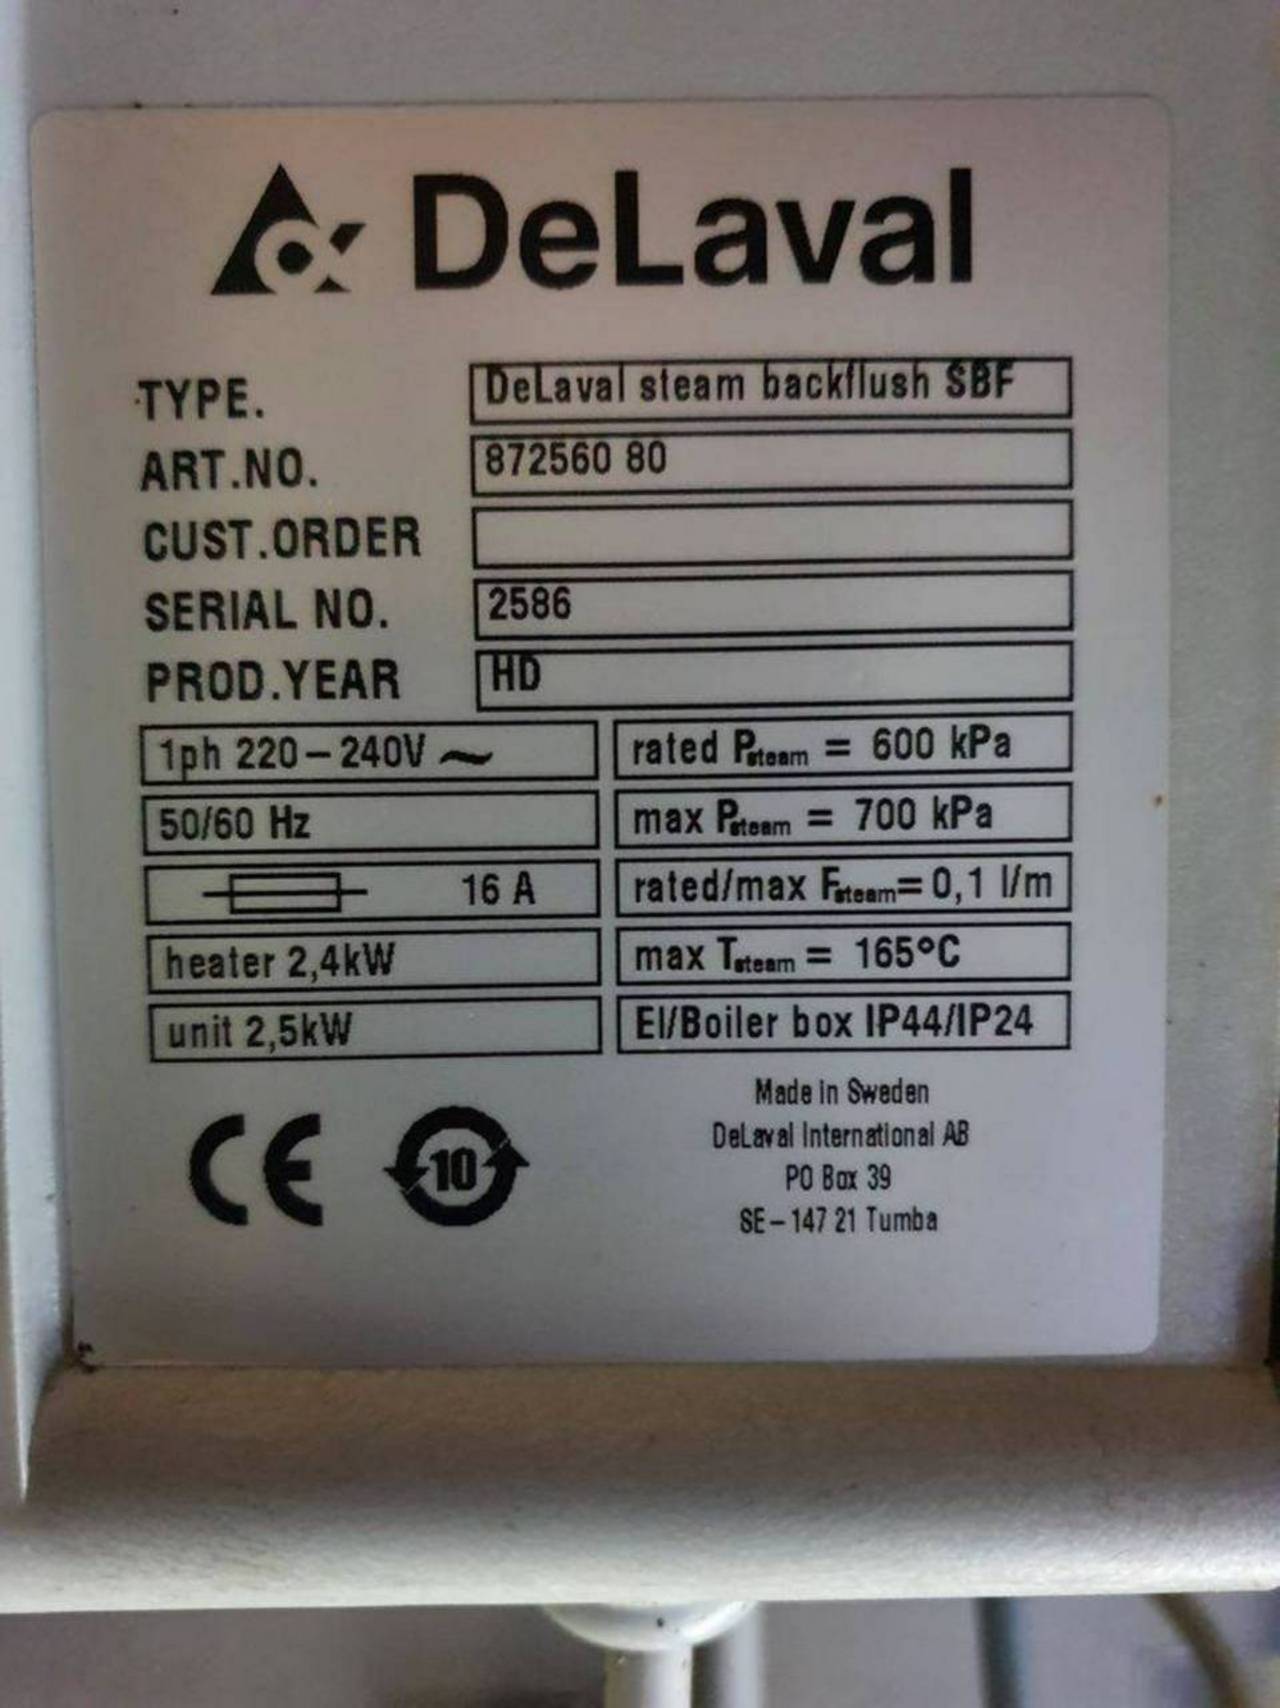 DeLaval
TYPE. DeLaval steam backflush SBF
ART.NO. 872560 80
CUST.ORDER
SERIAL NO. 2586
PROD.YEAR HD
1ph 220-240V ~ rated Psteam = 600 kPa
50/60 Hz max Psteam = 700 kPa
16 A rated/max Fsteam= 0,1 l/m
heater 2,4kW max Tsteam = 165°C
unit 2,5kW El/Boiler box IP44/IP24
CE 10
Made in Sweden
DeLaval International AB
PO Box 39
SE-147 21 Tumba